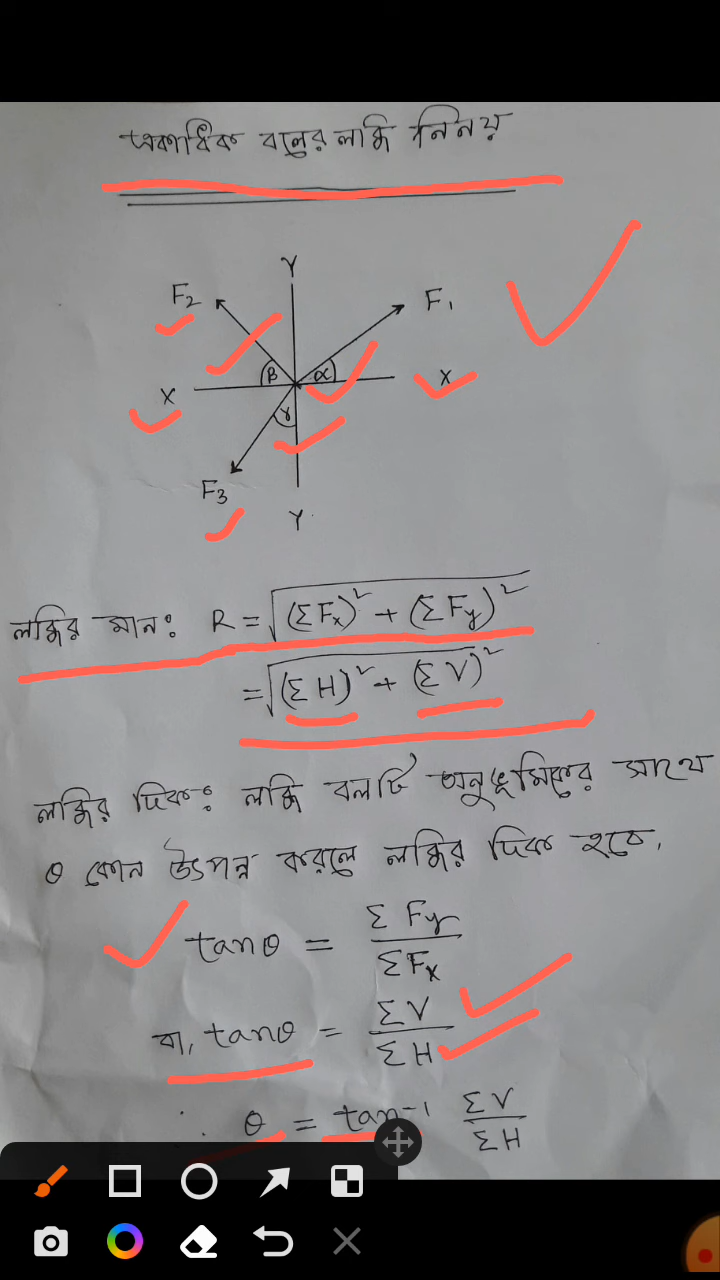 একাধিক বলের লব্ধি নিনয়
Y
F₂
F₁
β
α
X
X
γ
F₃
Y
লব্ধির মান: R = √(ΣFx)² + (ΣFy)²
= √(ΣH)² + (ΣV)²
লব্ধির দিক: লব্ধি বলটি অনুভূমিকের সাথে
θ কোন উৎপন্ন করলে লব্ধির দিক হবে,
tanθ = ΣFy / ΣFx
বা, tanθ = ΣV / ΣH
∴ θ = tan⁻¹ ΣV / ΣH